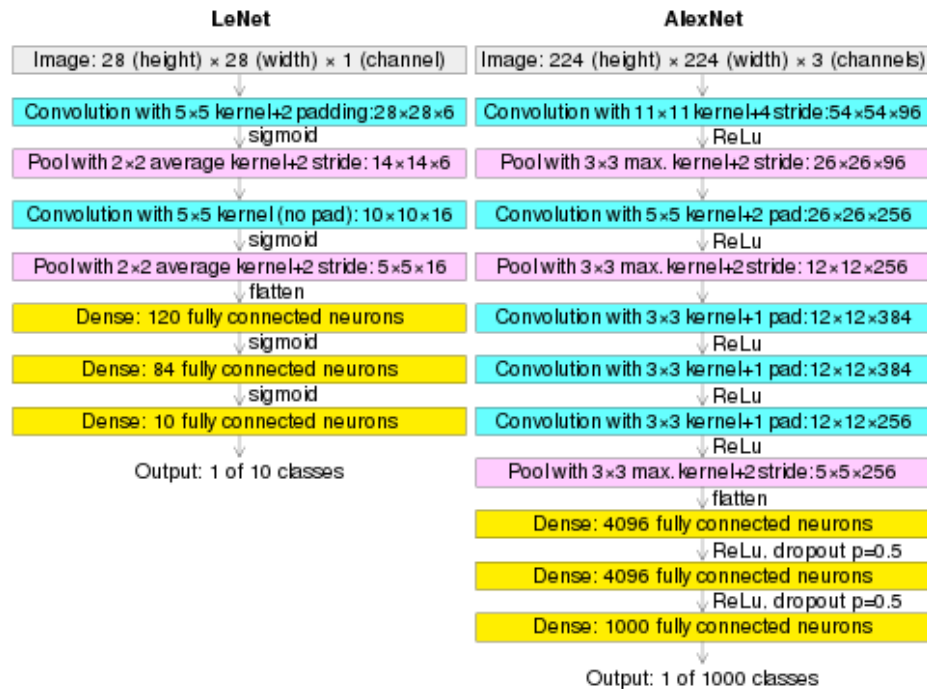 LeNet
Image: 28 (height) × 28 (width) × 1 (channel)
Convolution with 5×5 kernel+2 padding:28×28×6
sigmoid
Pool with 2×2 average kernel+2 stride: 14×14×6
Convolution with 5×5 kernel (no pad): 10×10×16
sigmoid
Pool with 2×2 average kernel+2 stride: 5×5×16
flatten
Dense: 120 fully connected neurons
sigmoid
Dense: 84 fully connected neurons
sigmoid
Dense: 10 fully connected neurons
Output: 1 of 10 classes
AlexNet
Image: 224 (height) × 224 (width) × 3 (channels)
Convolution with 11×11 kernel+4 stride:54×54×96
ReLu
Pool with 3×3 max. kernel+2 stride: 26×26×96
Convolution with 5×5 kernel+2 pad:26×26×256
ReLu
Pool with 3×3 max. kernel+2 stride: 12×12×256
Convolution with 3×3 kernel+1 pad:12×12×384
ReLu
Convolution with 3×3 kernel+1 pad:12×12×384
ReLu
Convolution with 3×3 kernel+1 pad:12×12×256
ReLu
Pool with 3×3 max. kernel+2 stride: 5×5×256
flatten
Dense: 4096 fully connected neurons
ReLu, dropout p=0.5
Dense: 4096 fully connected neurons
ReLu, dropout p=0.5
Dense: 1000 fully connected neurons
Output: 1 of 1000 classes